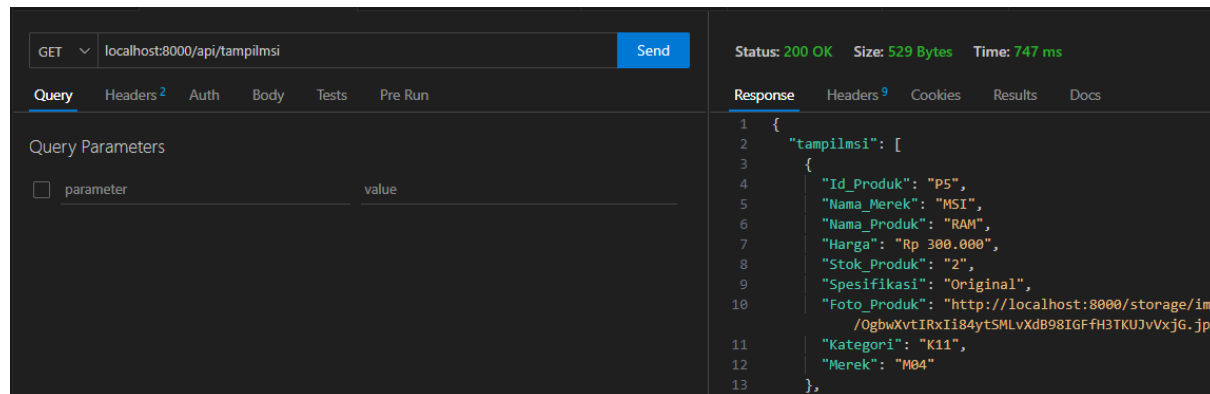 GET localhost:8000/api/tampilmsi Send
Query Headers 2 Auth Body Tests Pre Run
Query Parameters
parameter value
Status: 200 OK Size: 529 Bytes Time: 747 ms
Response Headers 9 Cookies Results Docs
1 {
2 "tampilmsi": [
3 {
4 "Id_Produk": "P5",
5 "Nama_Merek": "MSI",
6 "Nama_Produk": "RAM",
7 "Harga": "Rp 300.000",
8 "Stok_Produk": "2",
9 "Spesifikasi": "Original",
10 "Foto_Produk": "http://localhost:8000/storage/im
/OgbwXvtIRxIi84ytSMLvXdB98IGFfH3TKUJvVxjG.jp
11 "Kategori": "K11",
12 "Merek": "M04"
13 },